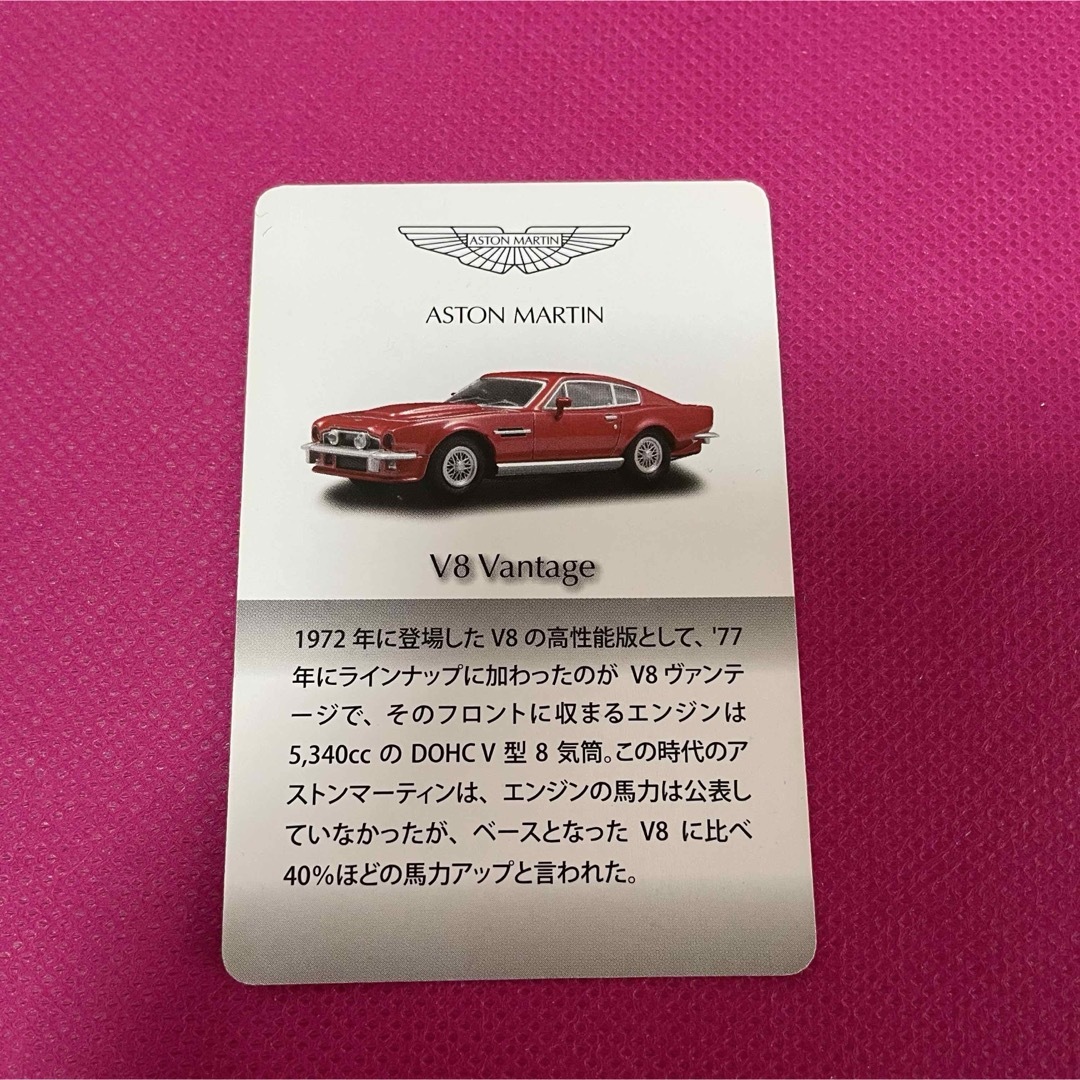 ASTON MARTIN
ASTON MARTIN
V8 Vantage
1972 年に登場した V8 の高性能版として、'77
年にラインナップに加わったのが V8 ヴァンテ
ージで、そのフロントに収まるエンジンは
5,340cc の DOHC V 型 8 気筒。この時代のア
ストンマーティンは、エンジンの馬力は公表し
ていなかったが、ベースとなった V8 に比べ
40%ほどの馬力アップと言われた。